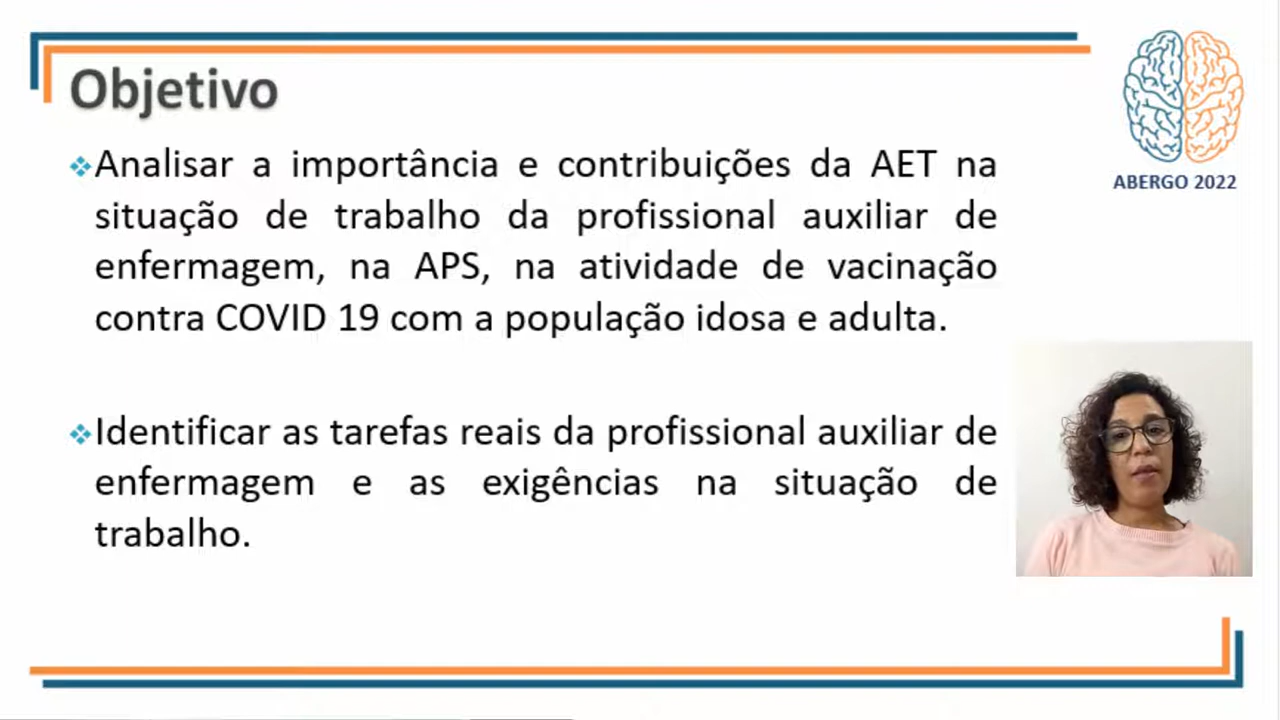 Objetivo
Analisar a importância e contribuições da AET na
situação de trabalho da profissional auxiliar de
enfermagem, na APS, na atividade de vacinação
contra COVID 19 com a população idosa e adulta.
Identificar as tarefas reais da profissional auxiliar de
enfermagem e as exigências na situação de
trabalho.
ABERGO 2022